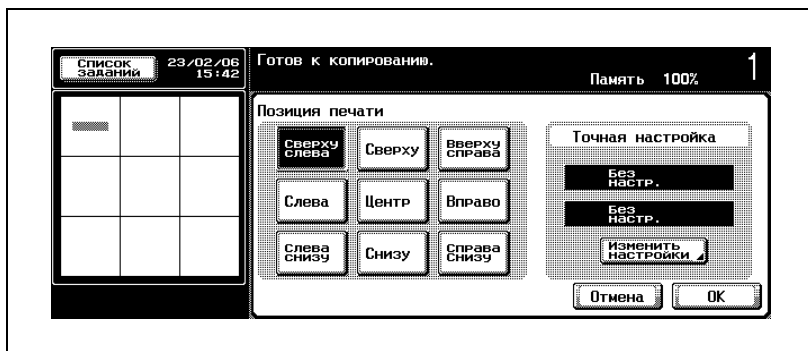 Список
заданий
23/02/06
15:42
Готов к копированию.
Память 100%
1
Позиция печати
Сверху
слева
Сверху
Вверху
справа
Слева
Центр
Вправо
Слева
снизу
Снизу
Справа
Снизу
Точная настройка
Без
настр.
Без
настр.
Изменить
настройки
Отмена
OK